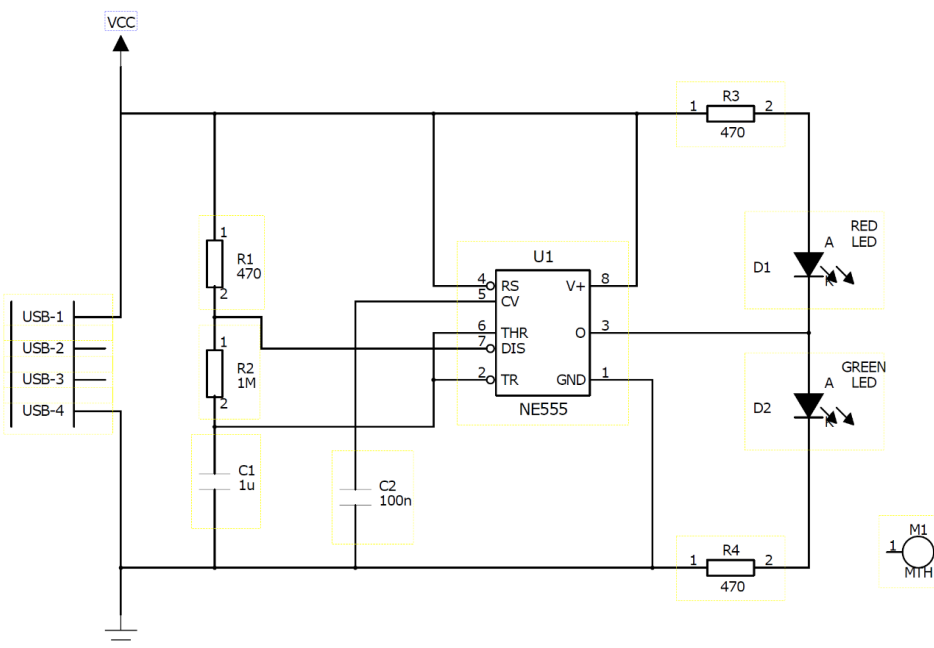 VCC
R3
1 2
470
RED
LED
A
D1
K
1
R1
470
2
U1
4 RS V+ 8
5 CV
6 THR O 3
7 DIS
2 TR GND 1
NE555
USB-1
USB-2
USB-3
USB-4
1
R2
1M
2
GREEN
LED
A
D2
K
C1
1u
C2
100n
R4
1 2
470
M1
1
MTH